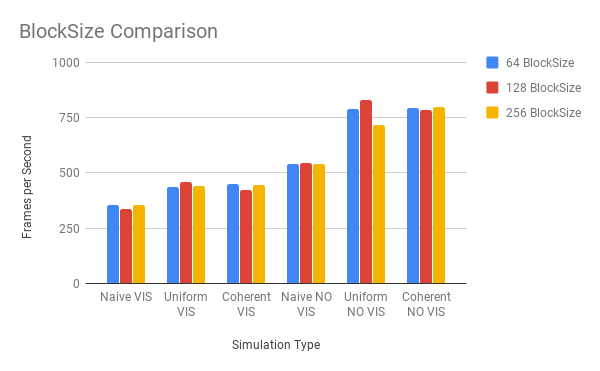 BlockSize Comparison
1000
750
500
250
0
Frames per Second
Naive VIS
Uniform
VIS
Coherent
VIS
Naive NO
VIS
Uniform
NO VIS
Coherent
NO VIS
Simulation Type
64 BlockSize
128 BlockSize
256 BlockSize